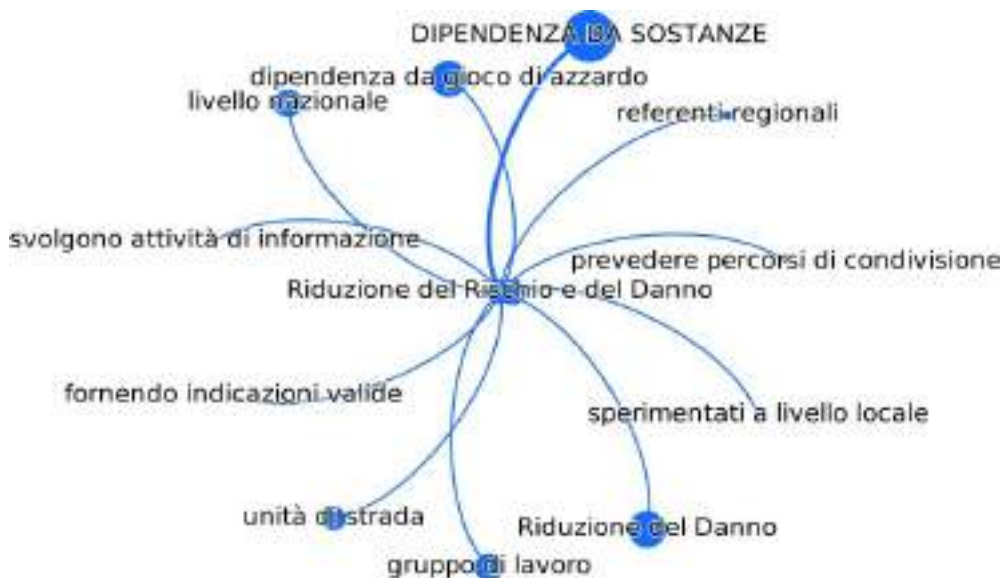 DIPENDENZA DA SOSTANZE
dipendenza da gioco di azzardo
livello nazionale
referenti regionali
svolgono attività di informazione
prevedere percorsi di condivisione
Riduzione del Rischio e del Danno
fornendo indicazioni valide
sperimentati a livello locale
unità di strada
Riduzione del Danno
gruppo di lavoro